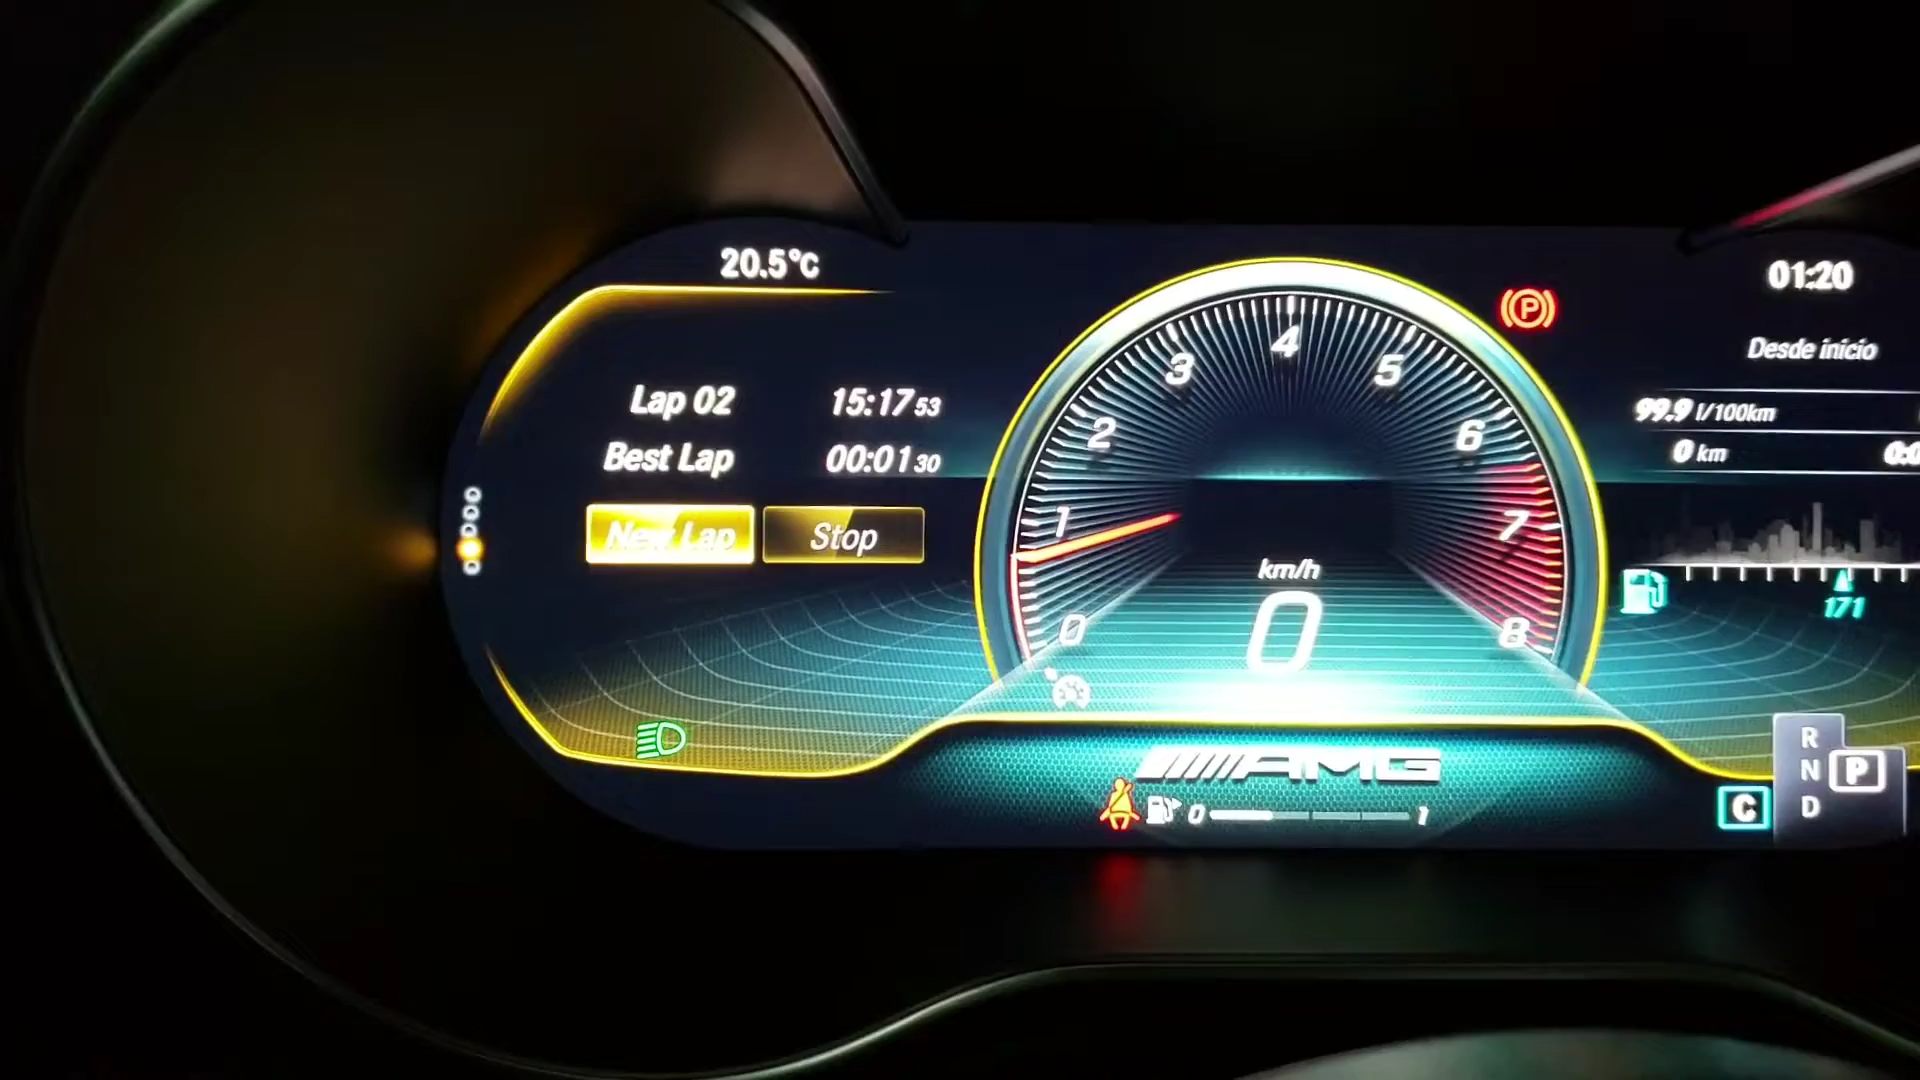 20.5°C
01:20
Lap 02 15:17 53
Best Lap 00:01 30
New Lap Stop
0 1 2 3 4 5 6 7 8
km/h
0
P
Desde inicio
99.9 l/100km
0 km
171
AMG
0 1
C
R
N
D
P